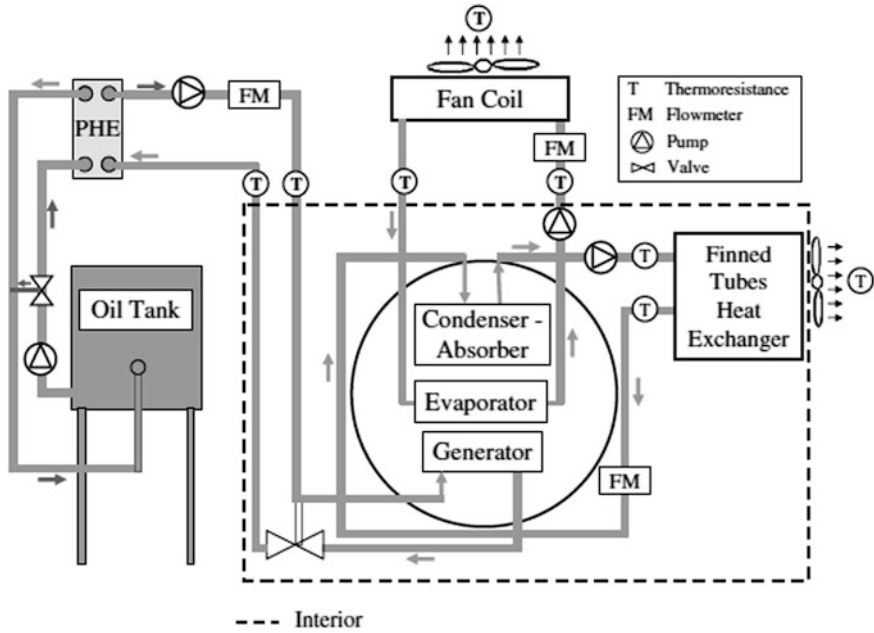 T
PHE
FM
Fan Coil
T Thermoresistance
FM Flowmeter
Pump
Valve
FM
T
T
T
T
Oil Tank
T
Finned
Tubes
Heat
Exchanger
T
T
Condenser -
Absorber
Evaporator
Generator
FM
Interior